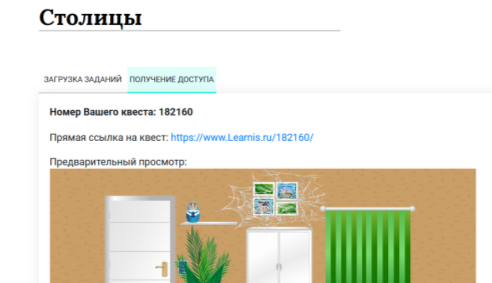 Столицы
ЗАГРУЗКА ЗАДАНИЙ ПОЛУЧЕНИЕ ДОСТУПА
Номер Вашего квеста: 182160
Прямая ссылка на квест: https://www.Learnis.ru/182160/
Предварительный просмотр: